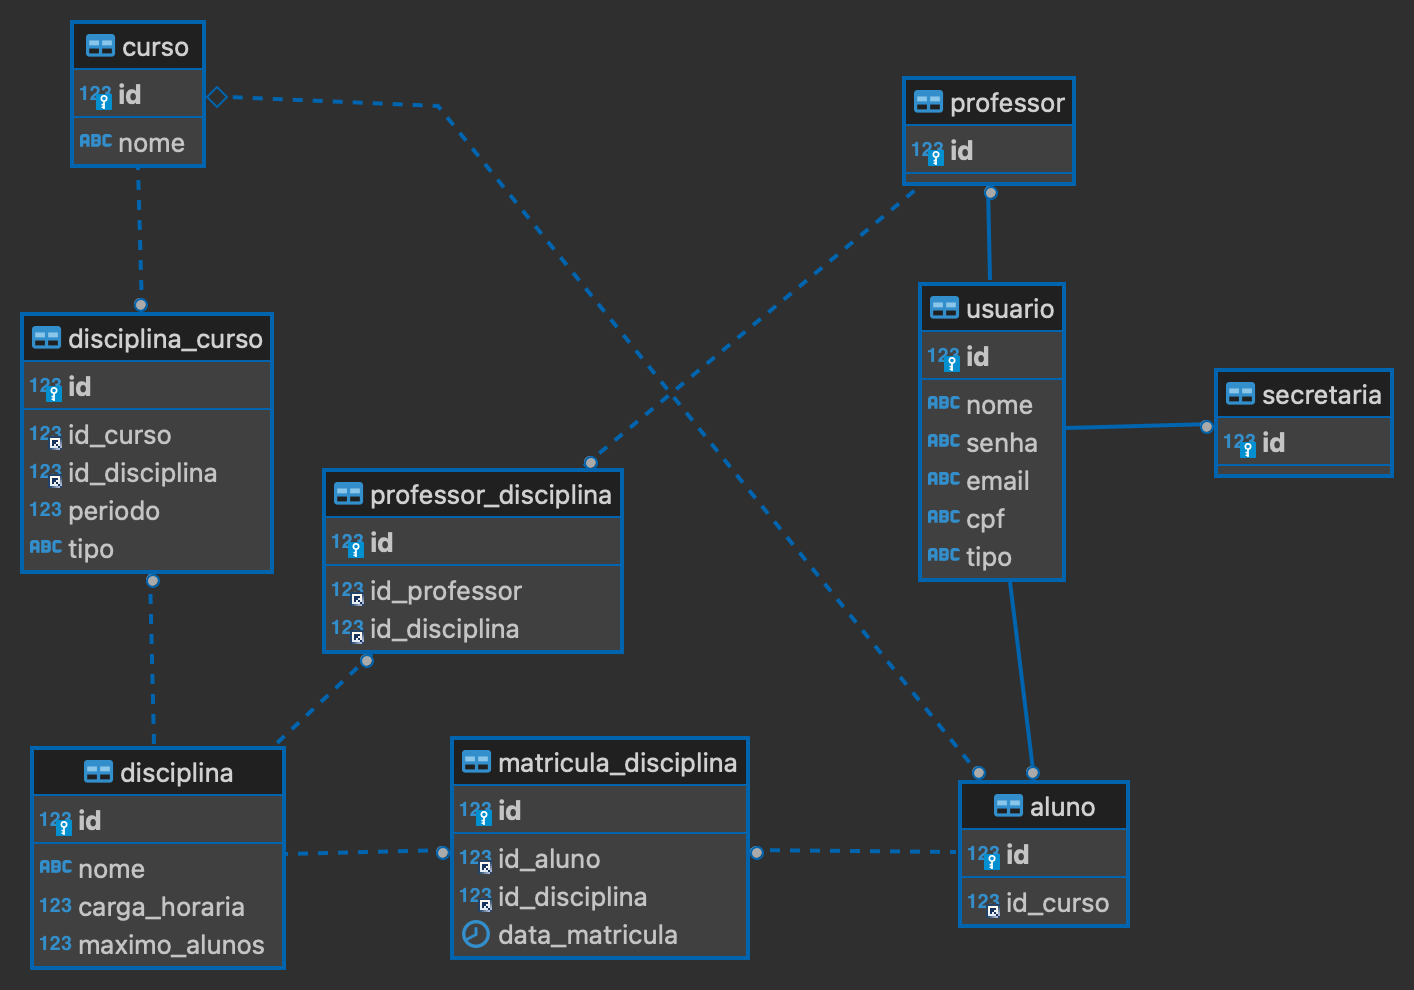 curso
123 id
ABC nome
professor
123 id
disciplina_curso
123 id
123 id_curso
123 id_disciplina
123 periodo
ABC tipo
usuario
123 id
ABC nome
ABC senha
ABC email
ABC cpf
ABC tipo
secretaria
123 id
professor_disciplina
123 id
123 id_professor
123 id_disciplina
disciplina
123 id
ABC nome
123 carga_horaria
123 maximo_alunos
matricula_disciplina
123 id
123 id_aluno
123 id_disciplina
data_matricula
aluno
123 id
123 id_curso